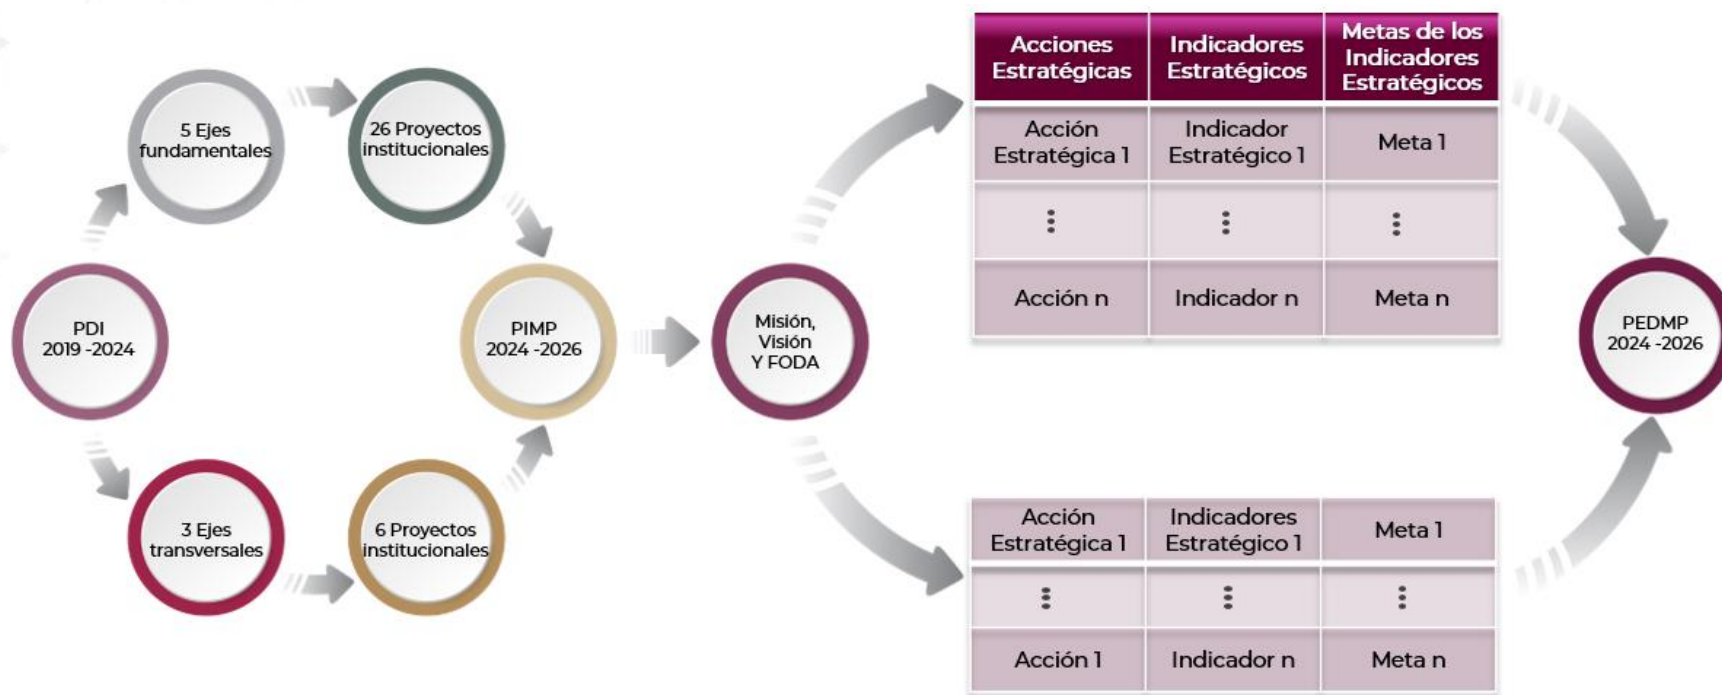 5 Ejes
fundamentales
26 Proyectos
institucionales
PDI
2019 -2024
PIMP
2024 -2026
3 Ejes
transversales
6 Proyectos
institucionales
Misión,
Visión
Y FODA
Acciones
Estratégicas
Indicadores
Estratégicos
Metas de los
Indicadores
Estratégicos
Acción
Estratégica 1
Indicador
Estratégico 1
Meta 1
Acción n
Indicador n
Meta n
Acción
Estratégica 1
Indicadores
Estratégico 1
Meta 1
Acción 1
Indicador n
Meta n
PEDMP
2024 -2026